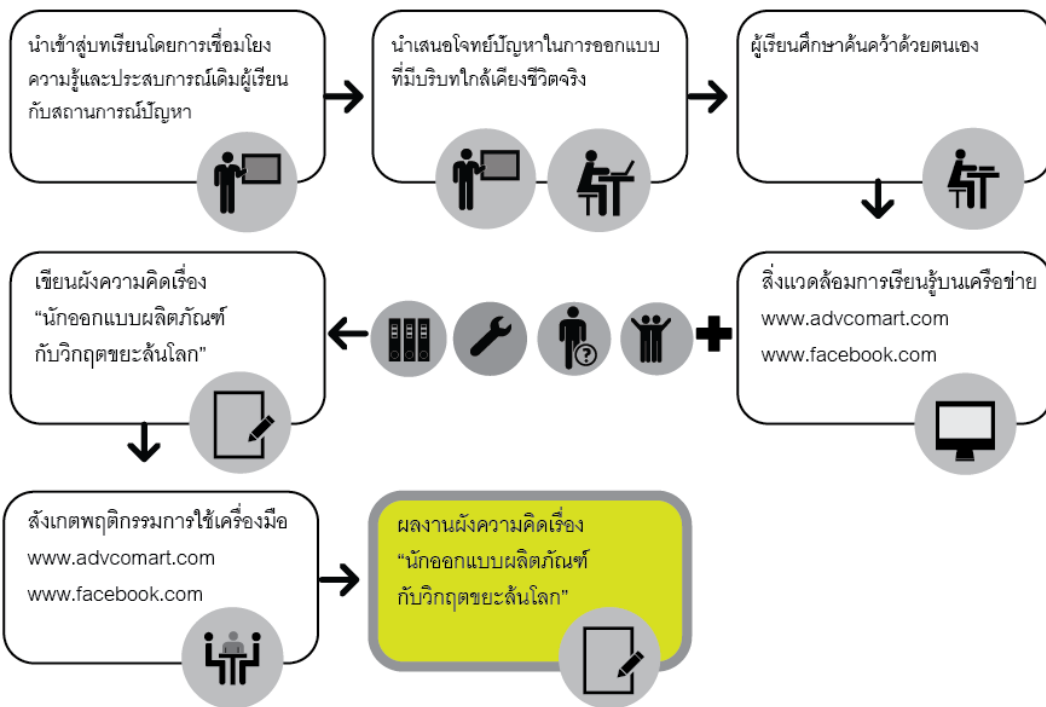 นำเข้าสู่บทเรียนโดยการเชื่อมโยง
ความรู้และประสบการณ์เดิมผู้เรียน
กับสถานการณ์ปัญหา
นำเสนอโจทย์ปัญหาในการออกแบบ
ที่มีบริบทใกล้เคียงชีวิตจริง
ผู้เรียนศึกษาค้นคว้าด้วยตนเอง
สิ่งแวดล้อมการเรียนรู้บนเครือข่าย
www.advcomart.com
www.facebook.com
?
เขียนผังความคิดเรื่อง
“นักออกแบบผลิตภัณฑ์
กับวิกฤตขยะล้นโลก”
สังเกตพฤติกรรมการใช้เครื่องมือ
www.advcomart.com
www.facebook.com
ผลงานผังความคิดเรื่อง
“นักออกแบบผลิตภัณฑ์
กับวิกฤตขยะล้นโลก”